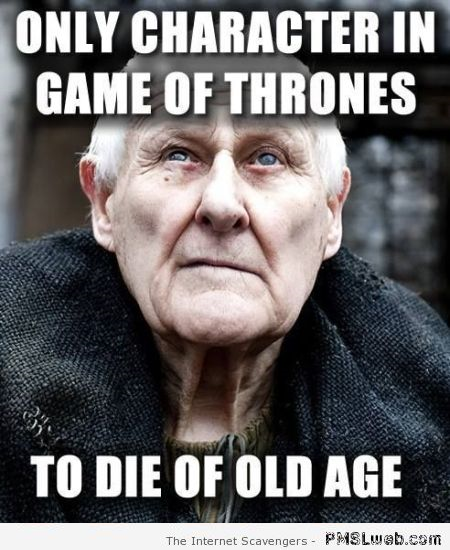 ONLY CHARACTER IN
GAME OF THRONES
TO DIE OF OLD AGE
The Internet Scavengers - PMSLweb.com